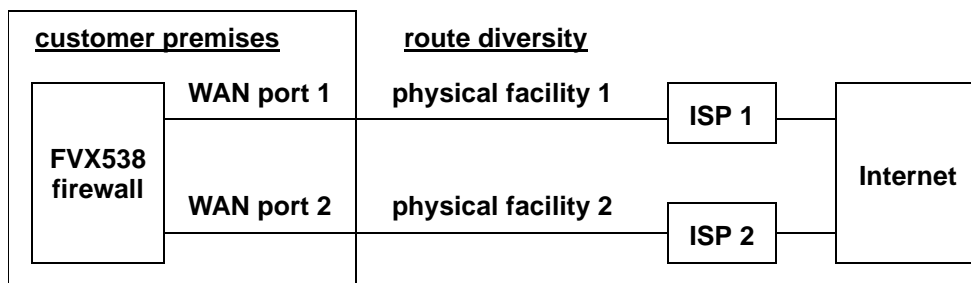 customer premises
route diversity
WAN port 1
physical facility 1
ISP 1
FVX538
firewall
Internet
WAN port 2
physical facility 2
ISP 2